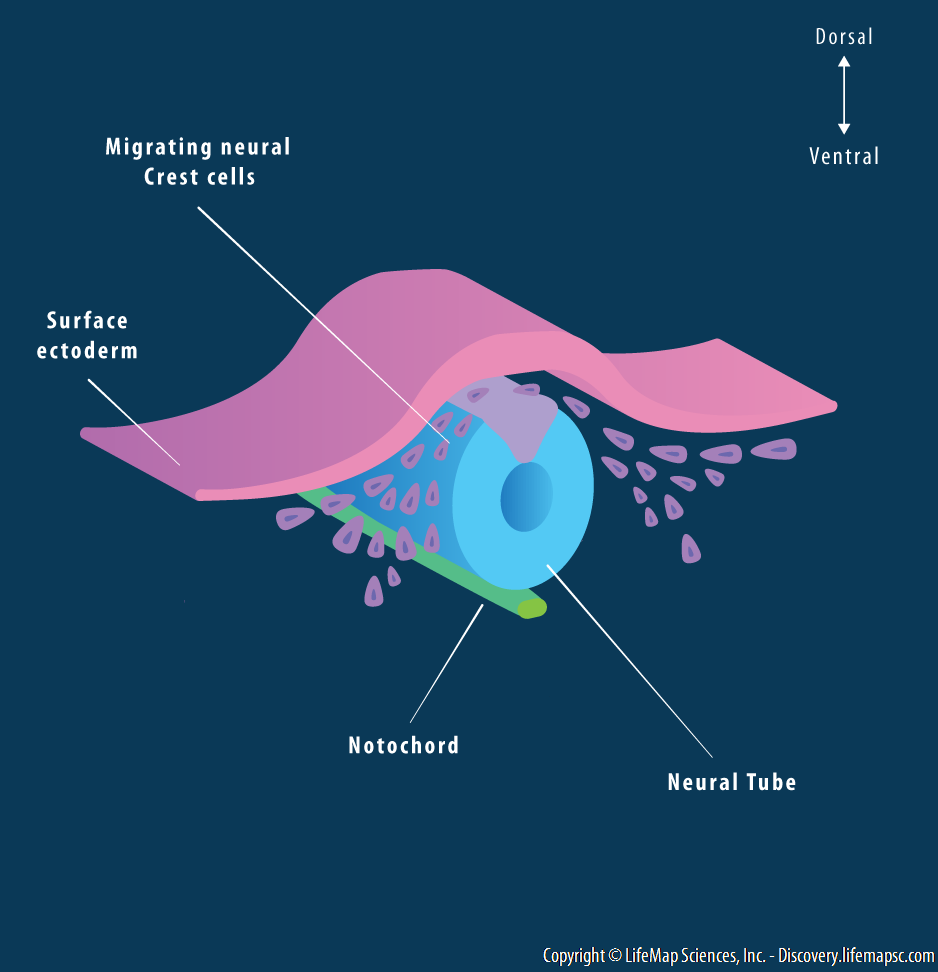 Dorsal
Ventral
Migrating neural
Crest cells
Surface
ectoderm
Notochord
Neural Tube
Copyright © LifeMap Sciences, Inc. - Discovery.lifemapsc.com